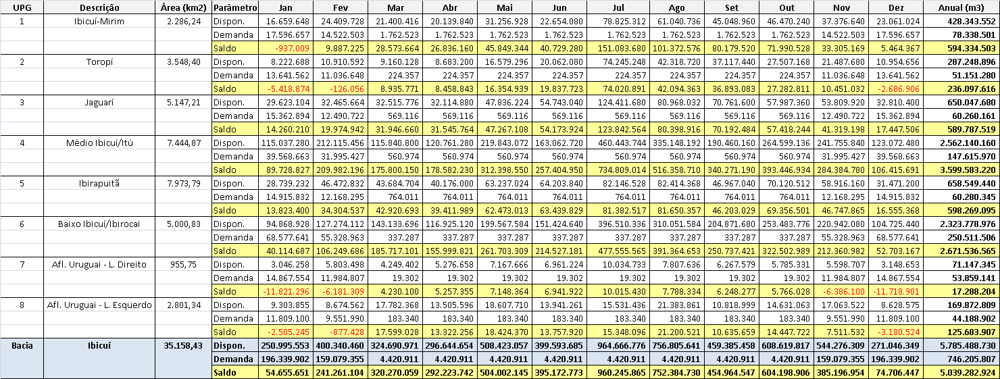 UPG Descrição Área (km2) Parâmetro Jan Fev Mar Abr Mai Jun Jul Ago Set Out Nov Dez Anual (m3)
1 Ibicuí-Mirim 2.286,24 Dispon. 16.659.648 24.409.728 21.400.416 20.139.840 31.256.928 22.654.080 78.825.312 61.040.736 45.048.960 46.470.240 37.376.640 23.061.024 428.343.552
Demanda 17.596.657 14.522.503 1.762.523 1.762.523 1.762.523 1.762.523 1.762.523 1.762.523 1.762.523 1.762.523 14.522.503 17.596.657 78.338.501
Saldo -937.009 9.887.225 28.573.664 26.836.160 45.849.344 40.729.280 151.083.680 101.372.576 80.179.520 71.990.528 33.305.169 5.464.367 594.334.503
2 Toropí 3.548,40 Dispon. 8.222.688 10.910.592 9.160.128 8.683.200 16.579.296 20.062.080 74.245.248 42.318.720 37.117.440 27.507.168 21.487.680 10.954.656 287.248.896
Demanda 13.641.562 11.036.648 224.357 224.357 224.357 224.357 224.357 224.357 224.357 224.357 11.036.648 13.641.562 51.151.280
Saldo -5.418.874 -126.056 8.935.771 8.458.843 16.354.939 19.837.723 74.020.891 42.094.363 36.893.083 27.282.811 10.451.032 -2.686.906 236.097.616
3 Jaguarí 5.147,21 Dispon. 29.623.104 32.465.664 32.515.776 32.114.880 47.836.224 54.743.040 124.411.680 80.968.032 70.761.600 57.987.360 53.809.920 32.810.400 650.047.680
Demanda 15.362.894 12.490.722 569.116 569.116 569.116 569.116 569.116 569.116 569.116 569.116 12.490.722 15.362.894 60.260.161
Saldo 14.260.210 19.974.942 31.946.660 31.545.764 47.267.108 54.173.924 123.842.564 80.398.916 70.192.484 57.418.244 41.319.198 17.447.506 589.787.519
4 Médio Ibicuí/Itú 7.444,87 Dispon. 115.037.280 212.115.456 115.840.800 120.761.280 219.843.072 163.062.720 460.443.744 335.148.192 190.460.160 264.599.136 241.755.840 123.072.480 2.562.140.160
Demanda 39.568.663 31.995.427 560.974 560.974 560.974 560.974 560.974 560.974 560.974 560.974 31.995.427 39.568.663 147.615.970
Saldo 89.728.827 209.982.196 175.800.150 178.582.230 312.398.550 257.404.950 734.809.014 516.358.710 340.271.190 393.446.934 284.384.780 106.415.691 3.599.583.220
5 Ibirapuitã 7.973,79 Dispon. 28.739.232 46.472.832 43.684.704 40.176.000 63.237.024 64.203.840 82.146.528 82.414.368 46.967.040 70.120.512 58.916.160 31.471.200 658.549.440
Demanda 14.915.832 12.168.295 764.011 764.011 764.011 764.011 764.011 764.011 764.011 764.011 12.168.295 14.915.832 60.280.345
Saldo 13.823.400 34.304.537 42.920.693 39.411.989 62.473.013 63.439.829 81.382.517 81.650.357 46.203.029 69.356.501 46.747.865 16.555.368 598.269.095
6 Baixo Ibicuí/Ibirocai 5.000,83 Dispon. 94.868.928 127.274.112 143.133.696 116.925.120 199.567.584 151.424.640 396.510.336 310.051.584 204.871.680 253.483.776 220.942.080 104.725.440 2.323.778.976
Demanda 68.577.641 55.328.963 337.287 337.287 337.287 337.287 337.287 337.287 337.287 337.287 55.328.963 68.577.641 250.511.506
Saldo 40.114.687 106.249.686 185.717.101 155.999.821 261.703.309 214.527.181 477.555.565 391.364.653 250.737.421 322.502.989 212.360.982 52.703.167 2.671.536.565
7 Afl. Uruguai - L. Direito 955,75 Dispon. 3.046.258 5.803.498 4.249.402 5.276.658 7.167.666 6.961.224 10.034.733 7.807.636 6.267.579 5.785.331 5.598.707 3.148.653 71.147.345
Demanda 14.867.554 11.984.807 19.302 19.302 19.302 19.302 19.302 19.302 19.302 19.302 11.984.807 14.867.554 53.859.141
Saldo -11.821.296 -6.181.309 4.230.100 5.257.355 7.148.364 6.941.922 10.015.430 7.788.334 6.248.277 5.766.028 -6.386.100 -11.718.901 17.288.204
8 Afl. Uruguai - L. Esquerdo 2.801,34 Dispon. 9.303.855 8.674.562 17.782.368 13.505.596 18.607.710 13.941.261 15.531.436 21.383.861 10.818.999 14.631.063 17.063.522 8.628.575 169.872.809
Demanda 11.809.100 9.551.990 183.340 183.340 183.340 183.340 183.340 183.340 183.340 183.340 9.551.990 11.809.100 44.188.902
Saldo -2.505.245 -877.428 17.599.028 13.322.256 18.424.370 13.757.920 15.348.096 21.200.521 10.635.659 14.447.722 7.511.532 -3.180.524 125.683.907
Bacia Ibicuí 35.158,43 Dispon. 250.995.553 400.340.460 324.690.971 296.644.654 508.423.057 399.593.685 964.666.776 756.805.641 459.385.458 608.619.817 544.276.309 271.046.349 5.785.488.730
Demanda 196.339.902 159.079.355 4.420.911 4.420.911 4.420.911 4.420.911 4.420.911 4.420.911 4.420.911 4.420.911 159.079.355 196.339.902 746.205.807
Saldo 54.655.651 241.261.104 320.270.059 292.223.742 504.002.145 395.172.773 960.245.865 752.384.730 454.964.547 604.198.906 385.196.954 74.706.447 5.039.282.924